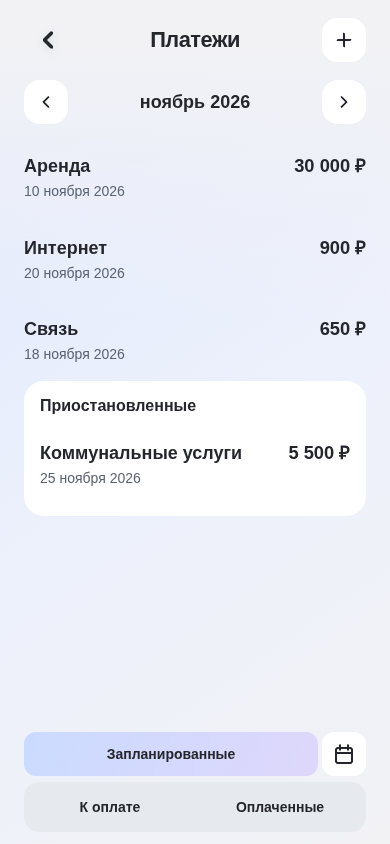 Платежи
ноябрь 2026
Аренда 30 000 ₽
10 ноября 2026
Интернет 900 ₽
20 ноября 2026
Связь 650 ₽
18 ноября 2026
Приостановленные
Коммунальные услуги 5 500 ₽
25 ноября 2026
Запланированные
К оплате Оплаченные